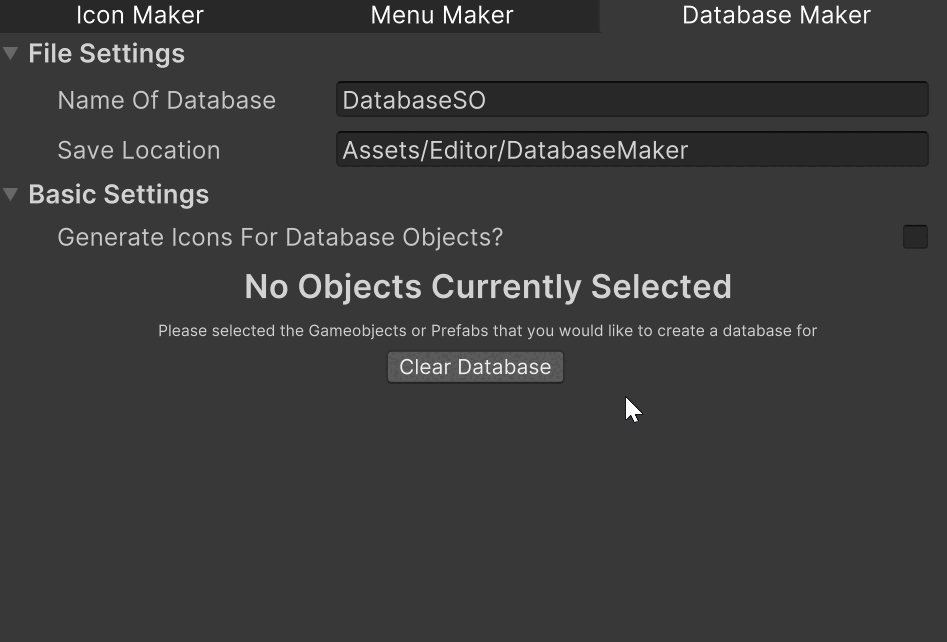 Icon Maker Menu Maker Database Maker
File Settings
Name Of Database DatabaseSO
Save Location Assets/Editor/DatabaseMaker
Basic Settings
Generate Icons For Database Objects?
No Objects Currently Selected
Please selected the Gameobjects or Prefabs that you would like to create a database for
Clear Database